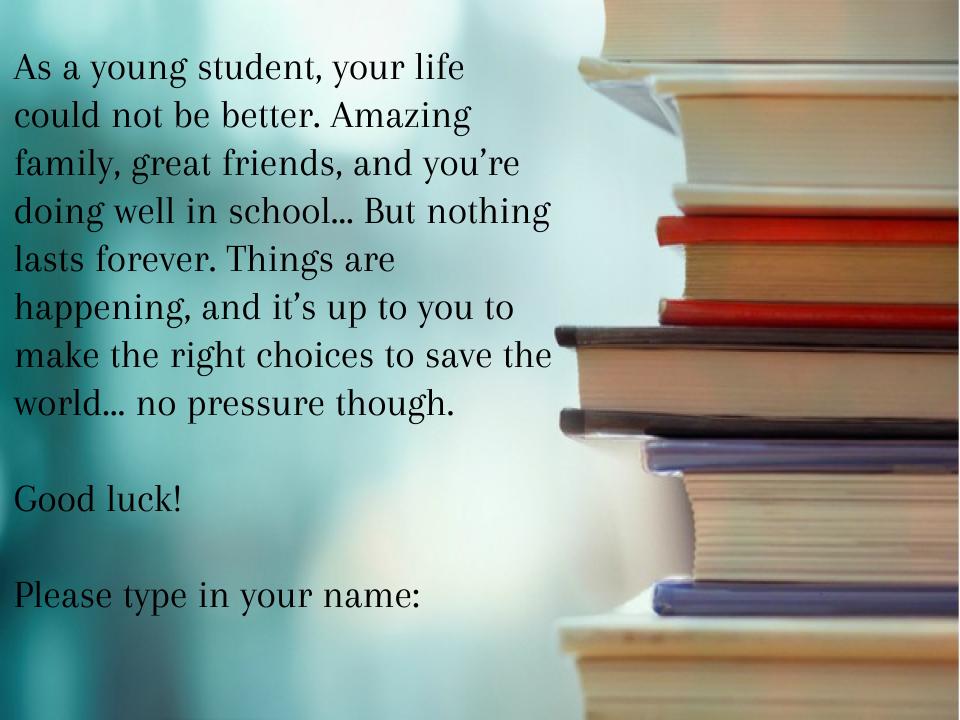 As a young student, your life
could not be better. Amazing
family, great friends, and you’re
doing well in school... But nothing
lasts forever. Things are
happening, and it’s up to you to
make the right choices to save the
world... no pressure though.
Good luck!
Please type in your name: